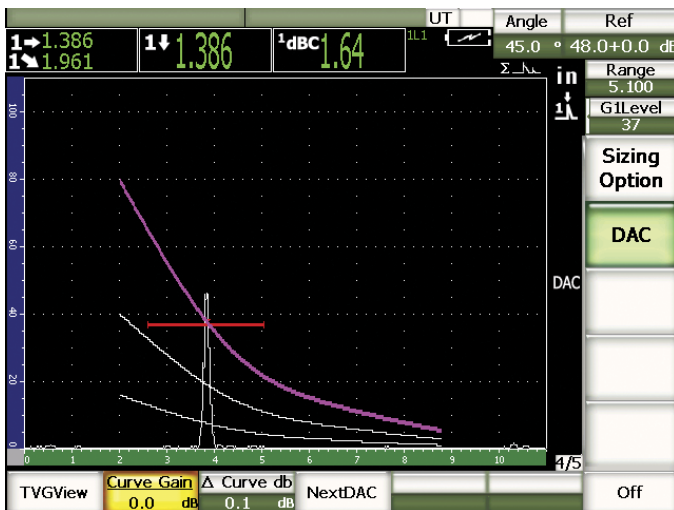 UT
Angle
Ref
1→1.386
1↘1.961
1↓1.386
1dBC1.64
1L1
45.0 °
48.0+0.0 dB
Σ
in
Range
5.100
G1Level
37
Sizing
Option
DAC
DAC
100
80
60
40
20
0
0 1 2 3 4 5 6 7 8 9 10
4/5
TVGView
Curve Gain
0.0 dB
Δ Curve db
0.1 dB
NextDAC
Off